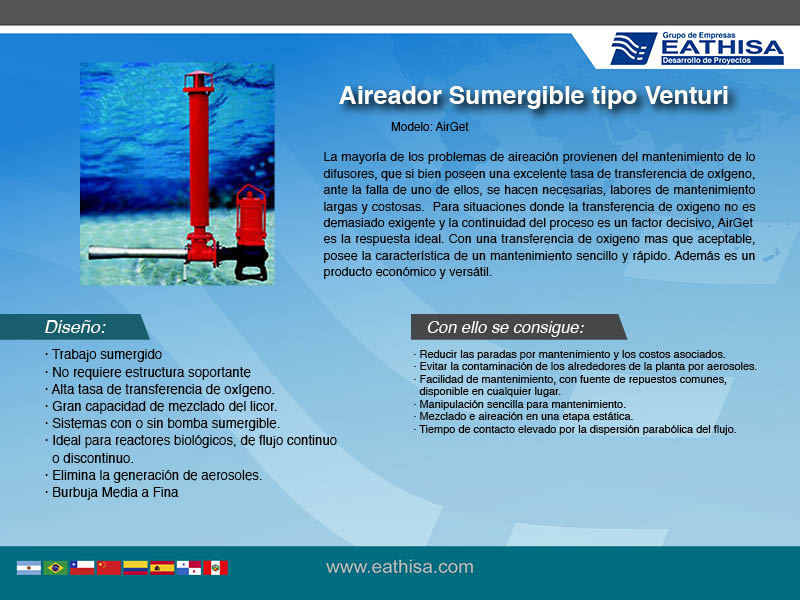 Grupo de Empresas
EATHISA
Desarrollo de Proyectos
Aireador Sumergible tipo Venturi
Modelo: AirGet
La mayoría de los problemas de aireación provienen del mantenimiento de lo
difusores, que si bien poseen una excelente tasa de transferencia de oxígeno,
ante la falla de uno de ellos, se hacen necesarias, labores de mantenimiento
largas y costosas.  Para situaciones donde la transferencia de oxigeno no es
demasiado exigente y la continuidad del proceso es un factor decisivo, AirGet
es la respuesta ideal. Con una transferencia de oxigeno mas que aceptable,
posee la característica de un mantenimiento sencillo y rápido. Además es un
producto económico y versátil.
Diseño:
· Trabajo sumergido
· No requiere estructura soportante
· Alta tasa de transferencia de oxígeno.
· Gran capacidad de mezclado del licor.
· Sistemas con o sin bomba sumergible.
· Ideal para reactores biológicos, de flujo continuo
o discontinuo.
· Elimina la generación de aerosoles.
· Burbuja Media a Fina
Con ello se consigue:
· Reducir las paradas por mantenimiento y los costos asociados.
· Evitar la contaminación de los alrededores de la planta por aerosoles.
· Facilidad de mantenimiento, con fuente de repuestos comunes,
disponible en cualquier lugar.
· Manipulación sencilla para mantenimiento.
· Mezclado e aireación en una etapa estática.
· Tiempo de contacto elevado por la dispersión parabólica del flujo.
www.eathisa.com